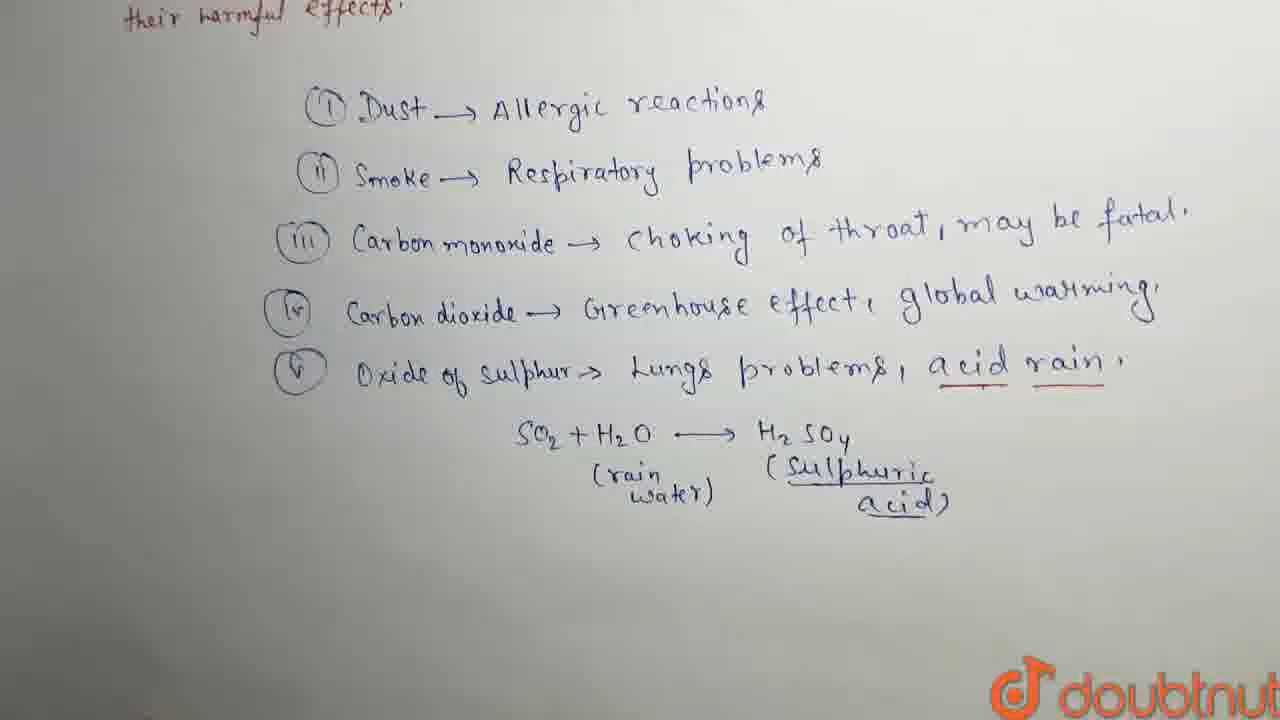 their harmful effects.
(i) Dust → Allergic reactions
(ii) Smoke → Respiratory problems
(iii) Carbon monoxide → choking of throat, may be fatal.
(iv) Carbon dioxide → Greenhouse effect, global warming.
(v) Oxide of sulphur → Lungs problems, acid rain.
SO₂ + H₂O → H₂SO₄
(rain water) (sulphuric acid)
doubtnut